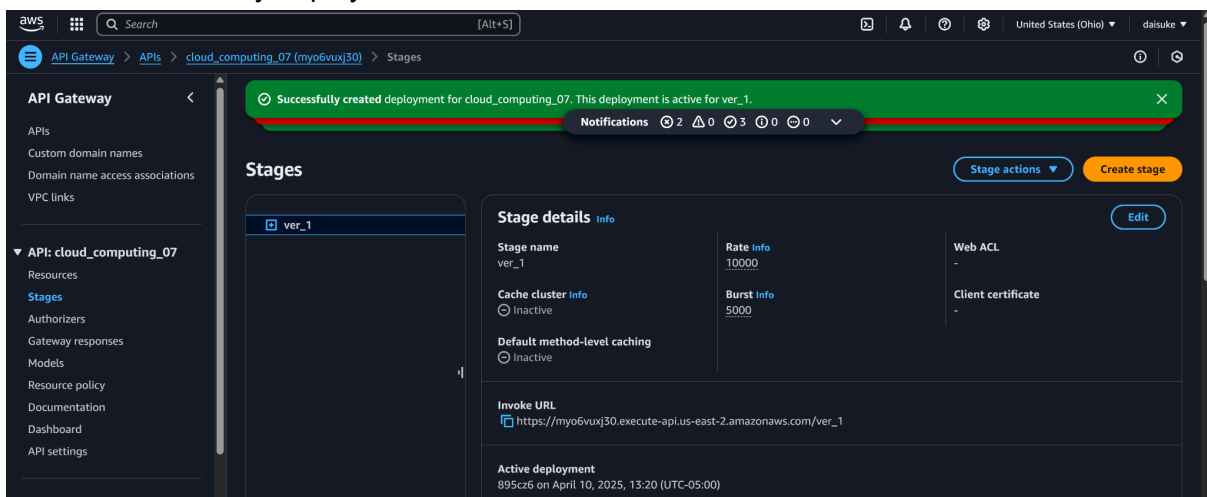 aws
Search
[Alt+S]
United States (Ohio) ▼
daisuke ▼
API Gateway > APIs > cloud_computing_07 (myo6vuxj30) > Stages
API Gateway
APIs
Custom domain names
Domain name access associations
VPC links
API: cloud_computing_07
Resources
Stages
Authorizers
Gateway responses
Models
Resource policy
Documentation
Dashboard
API settings
Successfully created deployment for cloud_computing_07. This deployment is active for ver_1.
Notifications 2 0 3 0 0
Stages
Stage actions ▼
Create stage
ver_1
Stage details Info
Edit
Stage name
ver_1
Rate Info
10000
Web ACL
-
Cache cluster Info
Inactive
Burst Info
5000
Client certificate
-
Default method-level caching
Inactive
Invoke URL
https://myo6vuxj30.execute-api.us-east-2.amazonaws.com/ver_1
Active deployment
895cz6 on April 10, 2025, 13:20 (UTC-05:00)